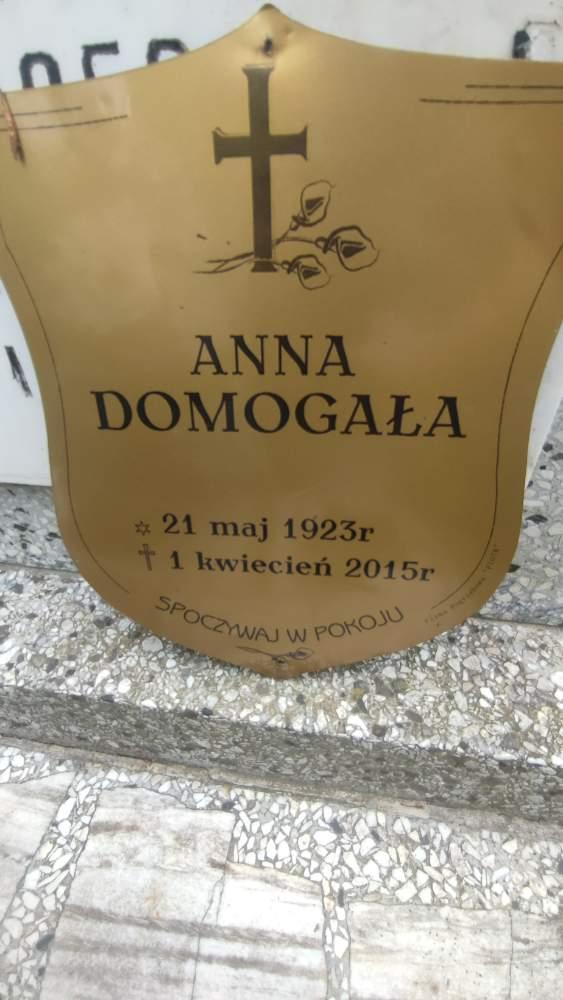 ANNA
DOMOGAŁA
21 maj 1923r
1 kwiecień 2015r
SPOCZYWAJ W POKOJU